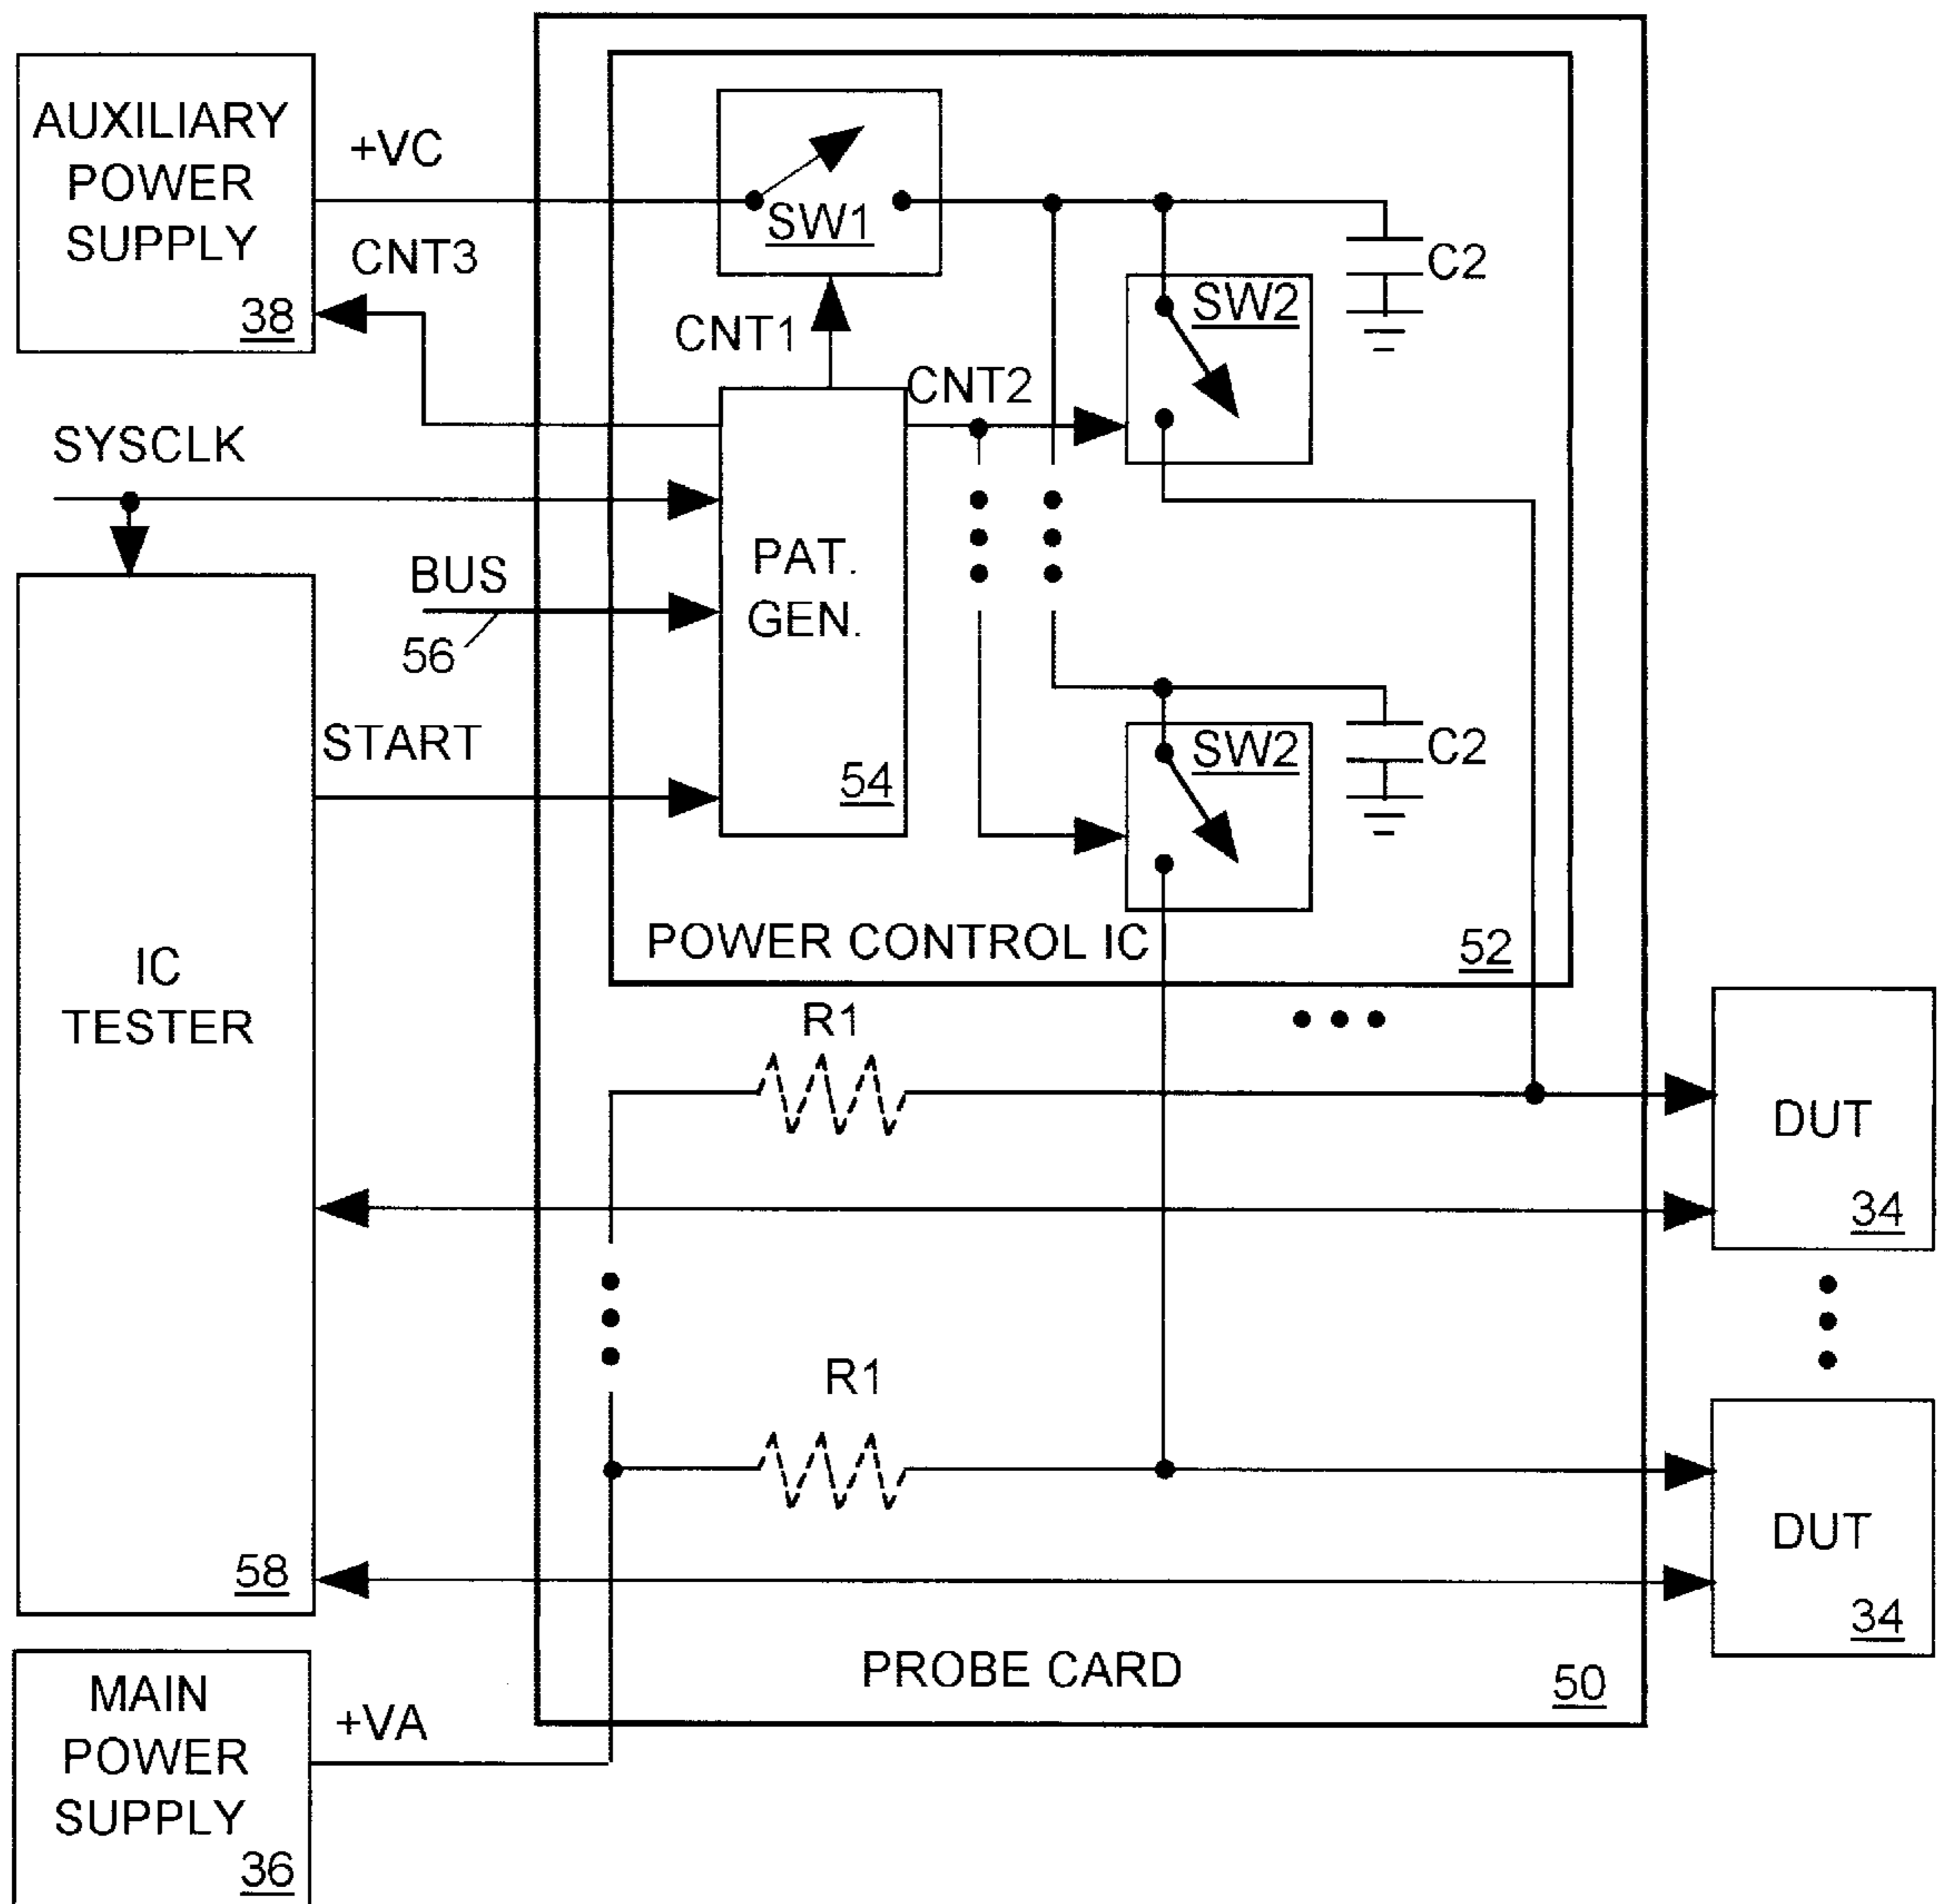 AUXILIARY
POWER
SUPPLY
38
+VC
CNT3
SW1
CNT1
CNT2
SW2
C2
SYSCLK
BUS
56
PAT.
GEN.
54
START
SW2
C2
POWER CONTROL IC
52
IC
TESTER
58
R1
DUT
34
R1
DUT
34
PROBE CARD
50
MAIN
POWER
SUPPLY
36
+VA